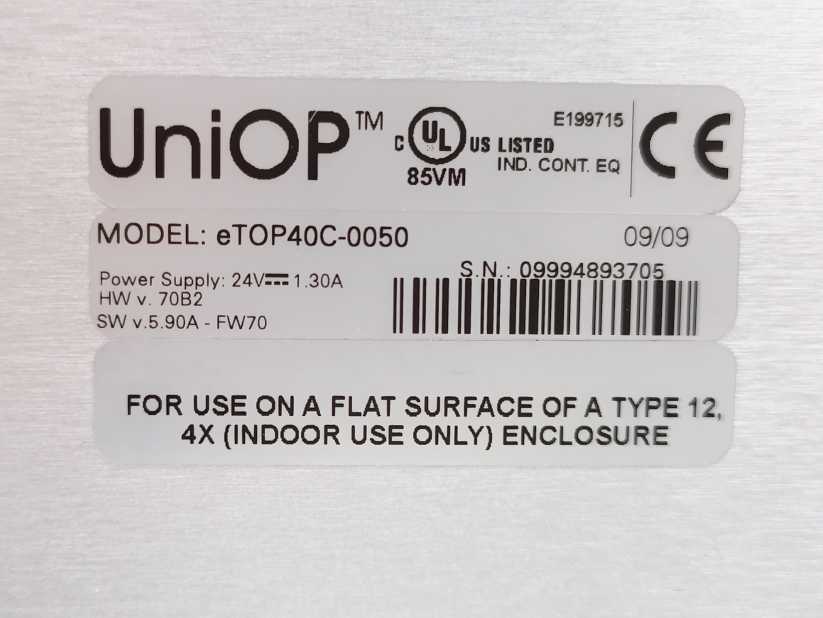 UniOP™
C UL US LISTED
E199715
IND. CONT. EQ
85VM
CE
MODEL: eTOP40C-0050
09/09
Power Supply: 24V⎓1.30A
S.N.: 09994893705
HW v. 70B2
SW v.5.90A - FW70
FOR USE ON A FLAT SURFACE OF A TYPE 12,
4X (INDOOR USE ONLY) ENCLOSURE